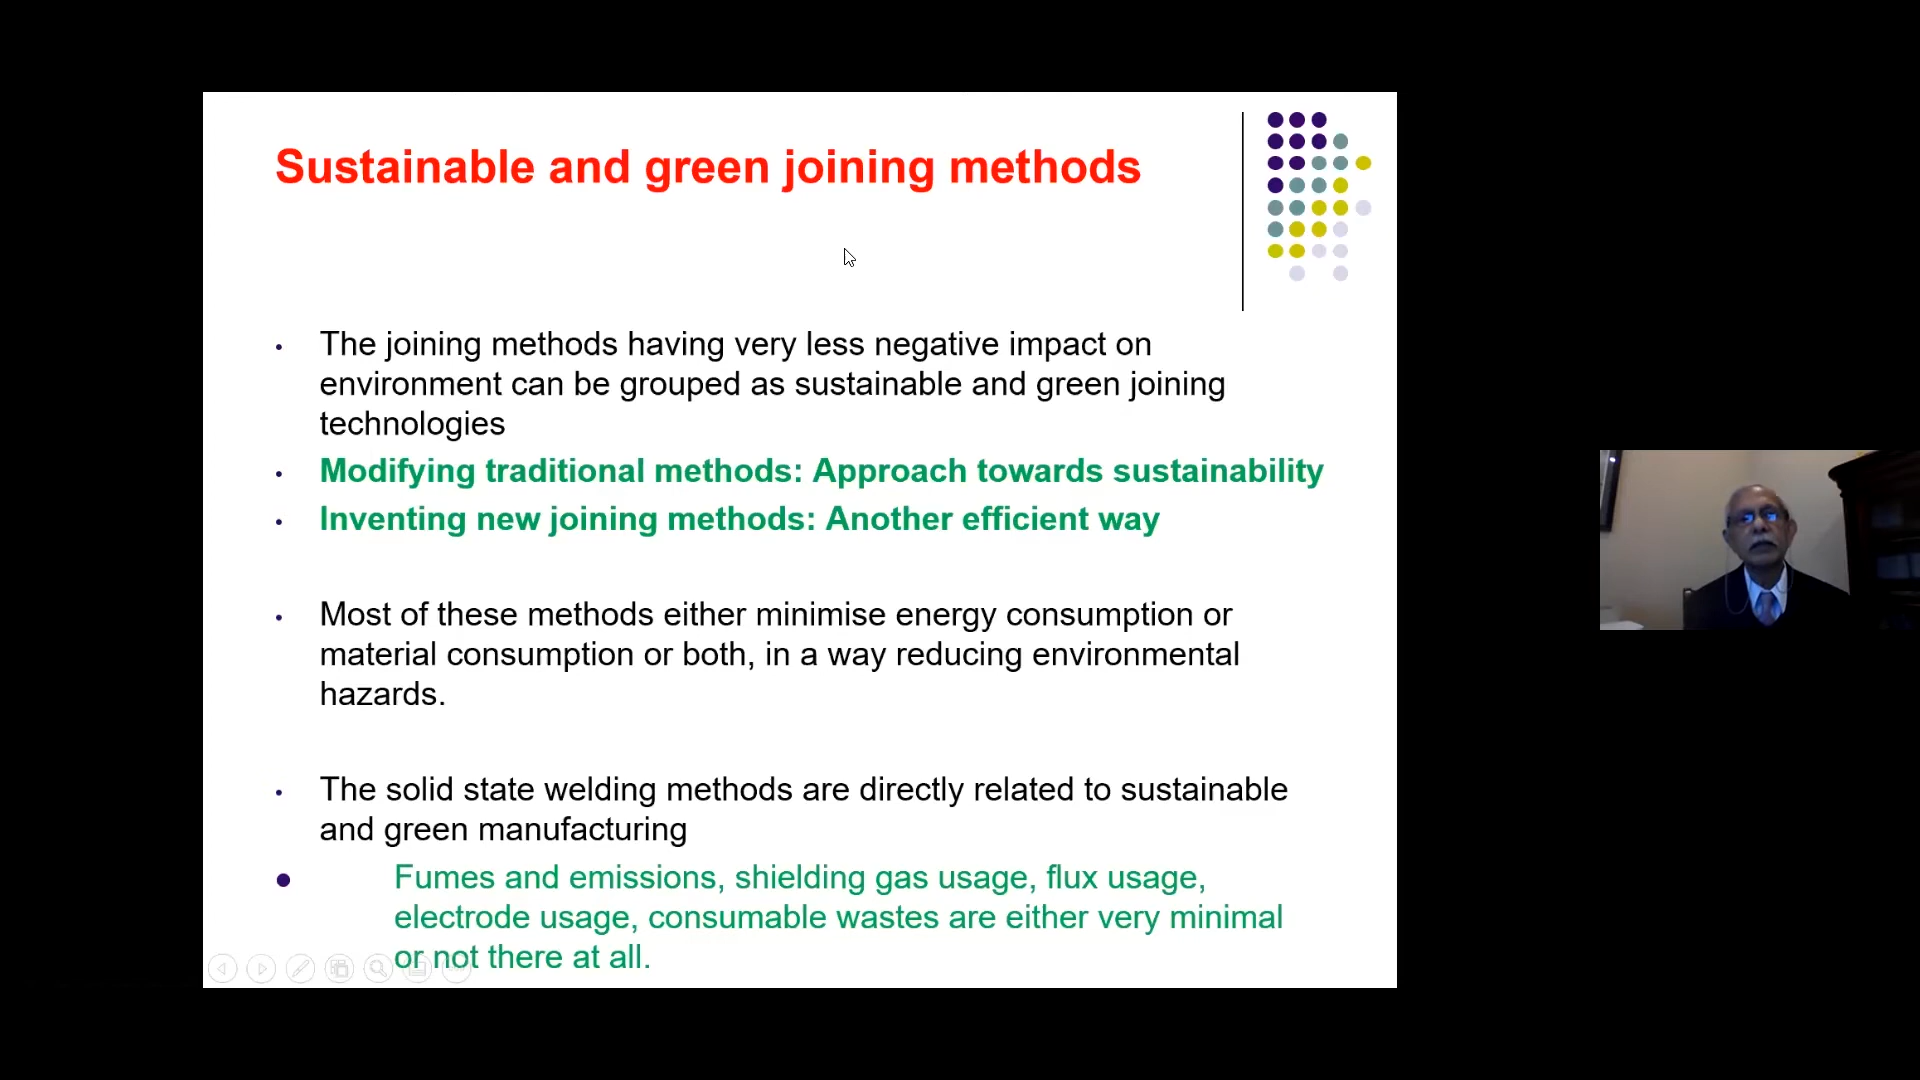 Sustainable and green joining methods
• The joining methods having very less negative impact on
environment can be grouped as sustainable and green joining
technologies
• Modifying traditional methods: Approach towards sustainability
• Inventing new joining methods: Another efficient way
• Most of these methods either minimise energy consumption or
material consumption or both, in a way reducing environmental
hazards.
• The solid state welding methods are directly related to sustainable
and green manufacturing
• Fumes and emissions, shielding gas usage, flux usage,
electrode usage, consumable wastes are either very minimal
or not there at all.